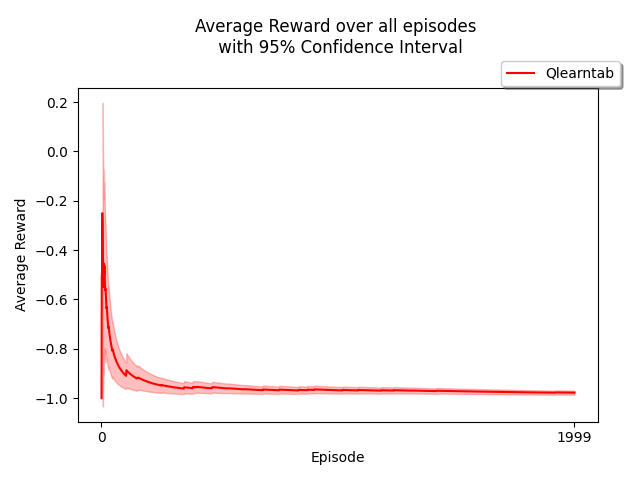 Average Reward over all episodes
with 95% Confidence Interval
Qlearntab
0.2
0.0
−0.2
−0.4
−0.6
−0.8
−1.0
Average Reward
0
1999
Episode